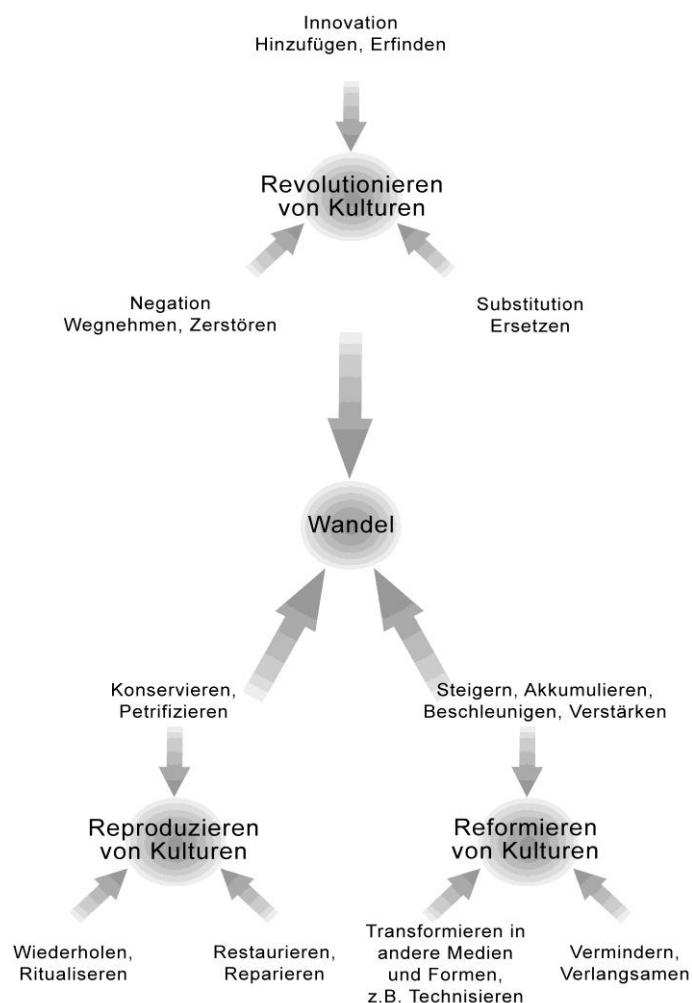 Innovation
Hinzufügen, Erfinden
Revolutionieren
von Kulturen
Negation
Wegnehmen, Zerstören
Substitution
Ersetzen
Wandel
Konservieren,
Petrifizieren
Steigern, Akkumulieren,
Beschleunigen, Verstärken
Reproduzieren
von Kulturen
Reformieren
von Kulturen
Wiederholen,
Ritualiseren
Restaurieren,
Reparieren
Transformieren in
andere Medien
und Formen,
z.B. Technisieren
Vermindern,
Verlangsamen